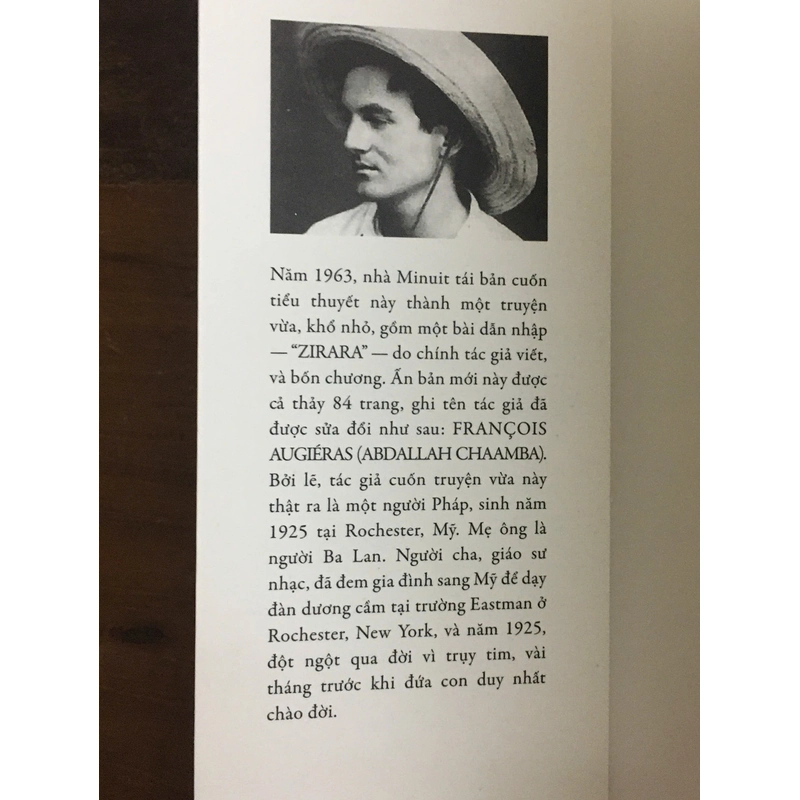 Năm 1963, nhà Minuit tái bản cuốn
tiểu thuyết này thành một truyện
vừa, khổ nhỏ, gồm một bài dẫn nhập
— “ZIRARA” — do chính tác giả viết,
và bốn chương. Ấn bản mới này được
cả thảy 84 trang, ghi tên tác giả đã
được sửa đổi như sau: FRANÇOIS
AUGIÉRAS (ABDALLAH CHAAMBA).
Bởi lẽ, tác giả cuốn truyện vừa này
thật ra là một người Pháp, sinh năm
1925 tại Rochester, Mỹ. Mẹ ông là
người Ba Lan. Người cha, giáo sư
nhạc, đã đem gia đình sang Mỹ để dạy
đàn dương cầm tại trường Eastman ở
Rochester, New York, và năm 1925,
đột ngột qua đời vì trụy tim, vài
tháng trước khi đứa con duy nhất
chào đời.